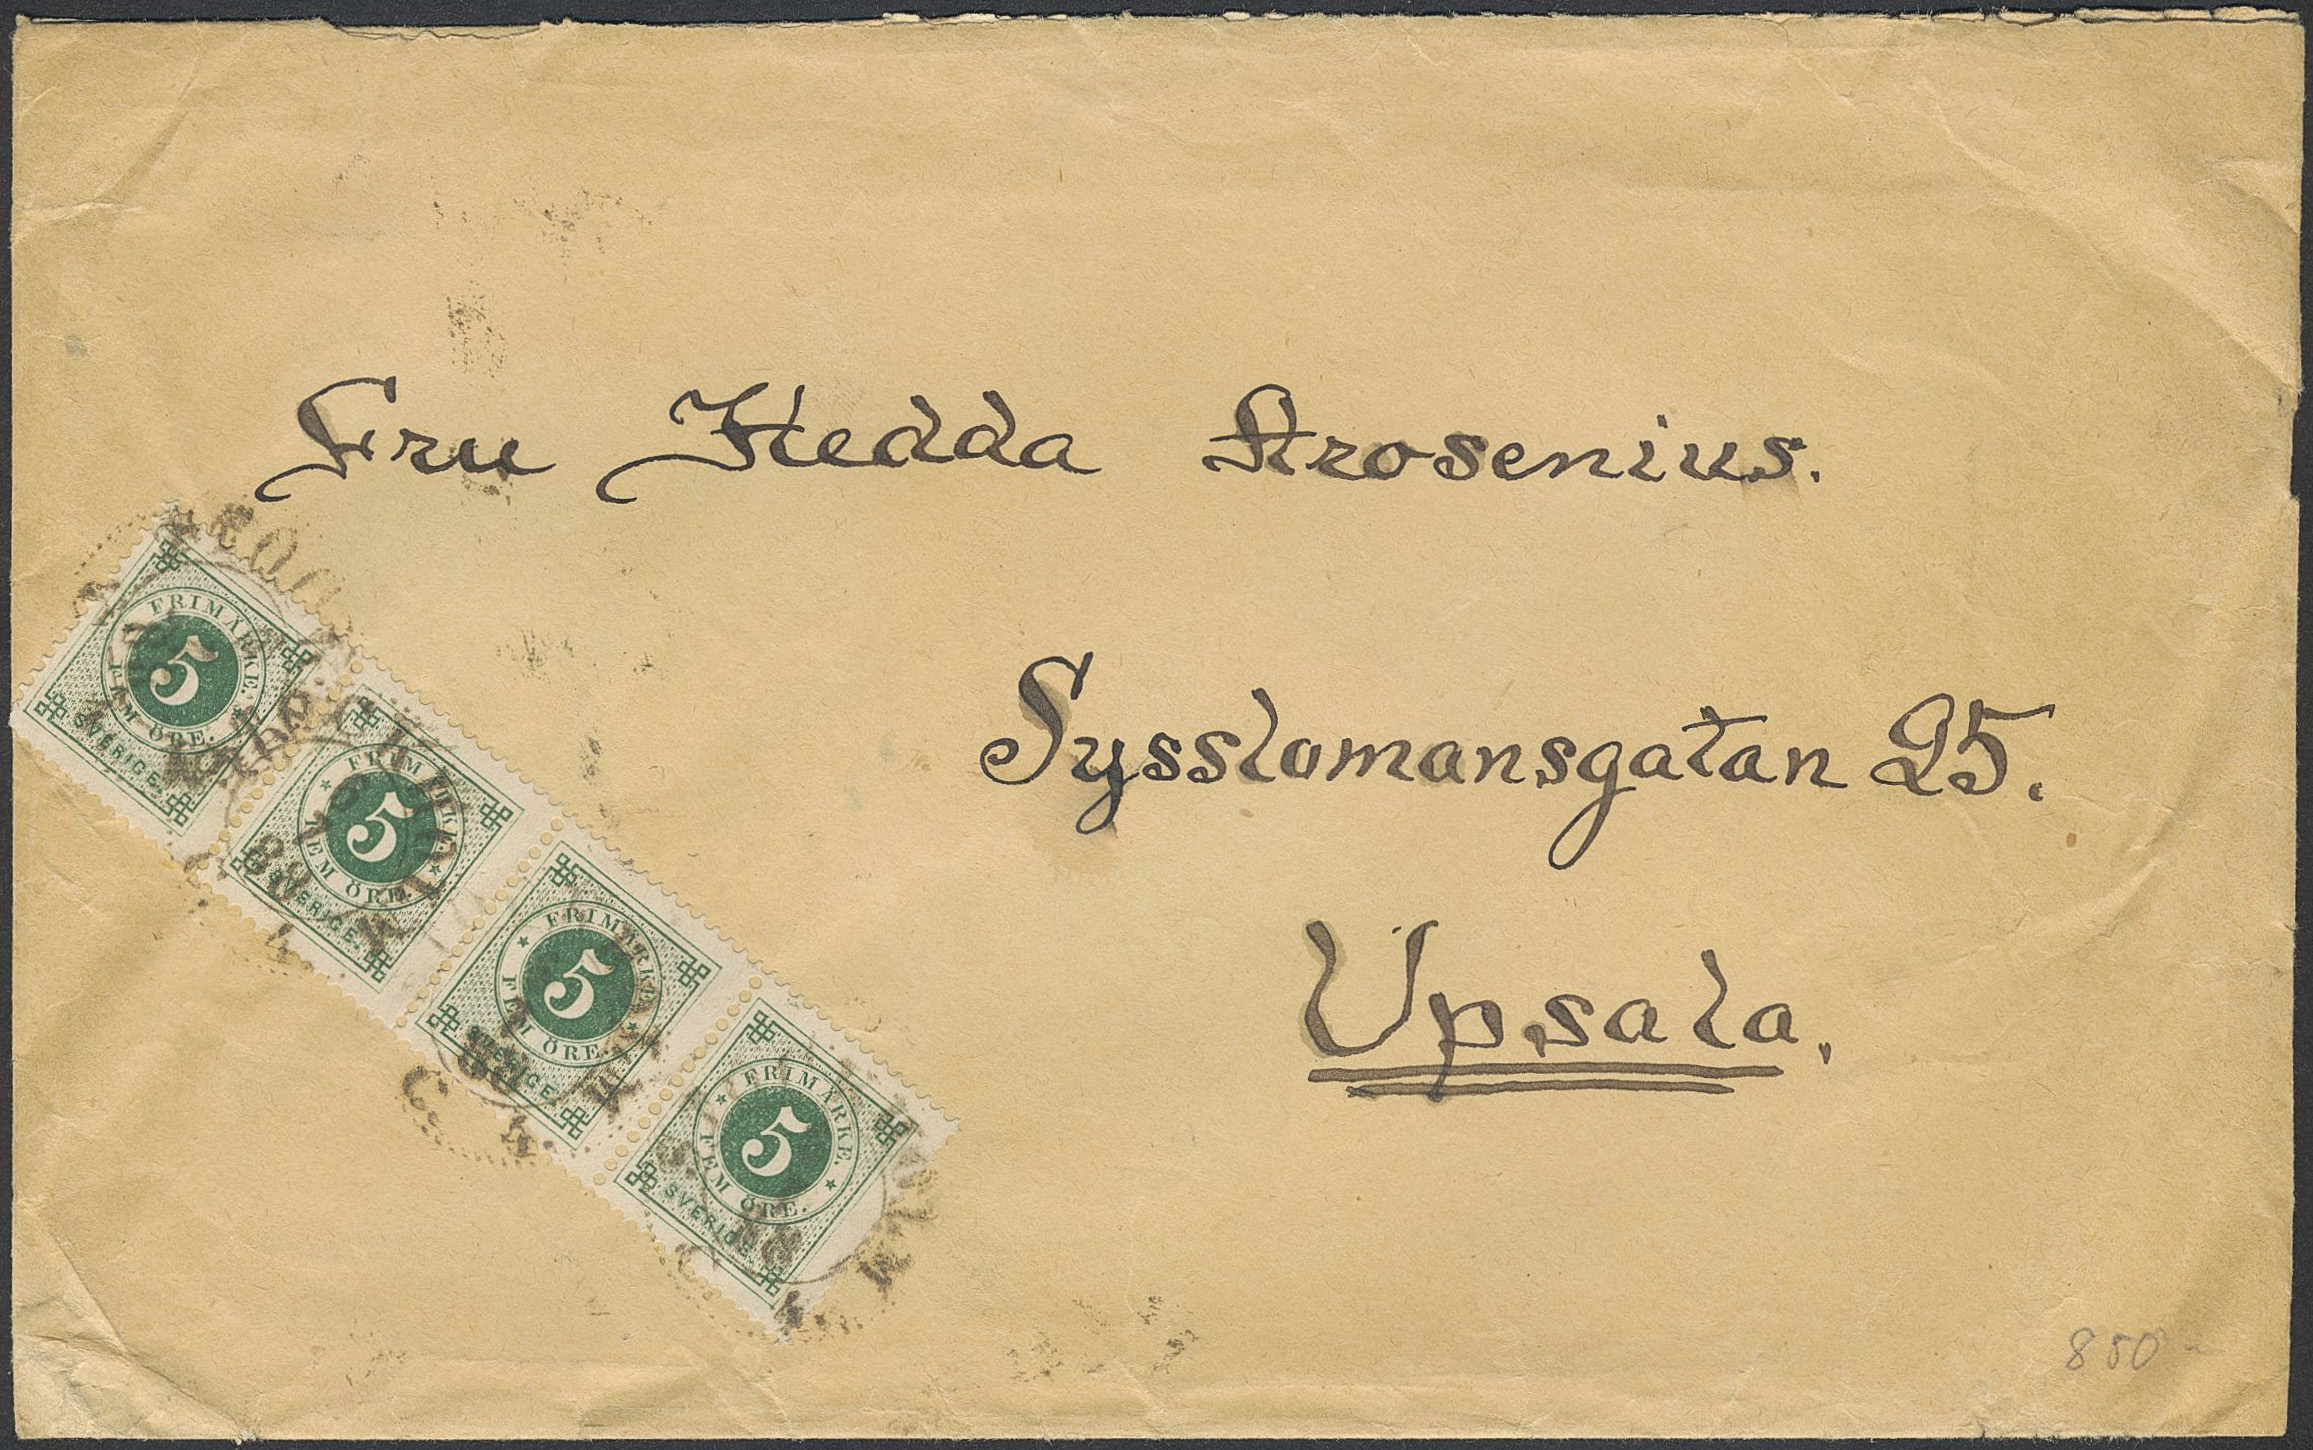 Fru Hedda Arosenius.
Sysslomansgatan 25.
Upsala.
FRIMÄRKE.
5
FEM ÖRE.
SVERIGE.
FRIMÄRKE.
5
FEM ÖRE.
SVERIGE.
FRIMÄRKE.
5
FEM ÖRE.
SVERIGE.
FRIMÄRKE.
5
FEM ÖRE.
SVERIGE.
850-